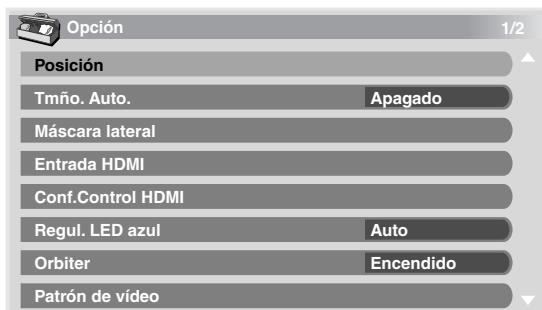 Opción 1/2
Posición
Tmño. Auto. Apagado
Máscara lateral
Entrada HDMI
Conf.Control HDMI
Regul. LED azul Auto
Orbiter Encendido
Patrón de vídeo